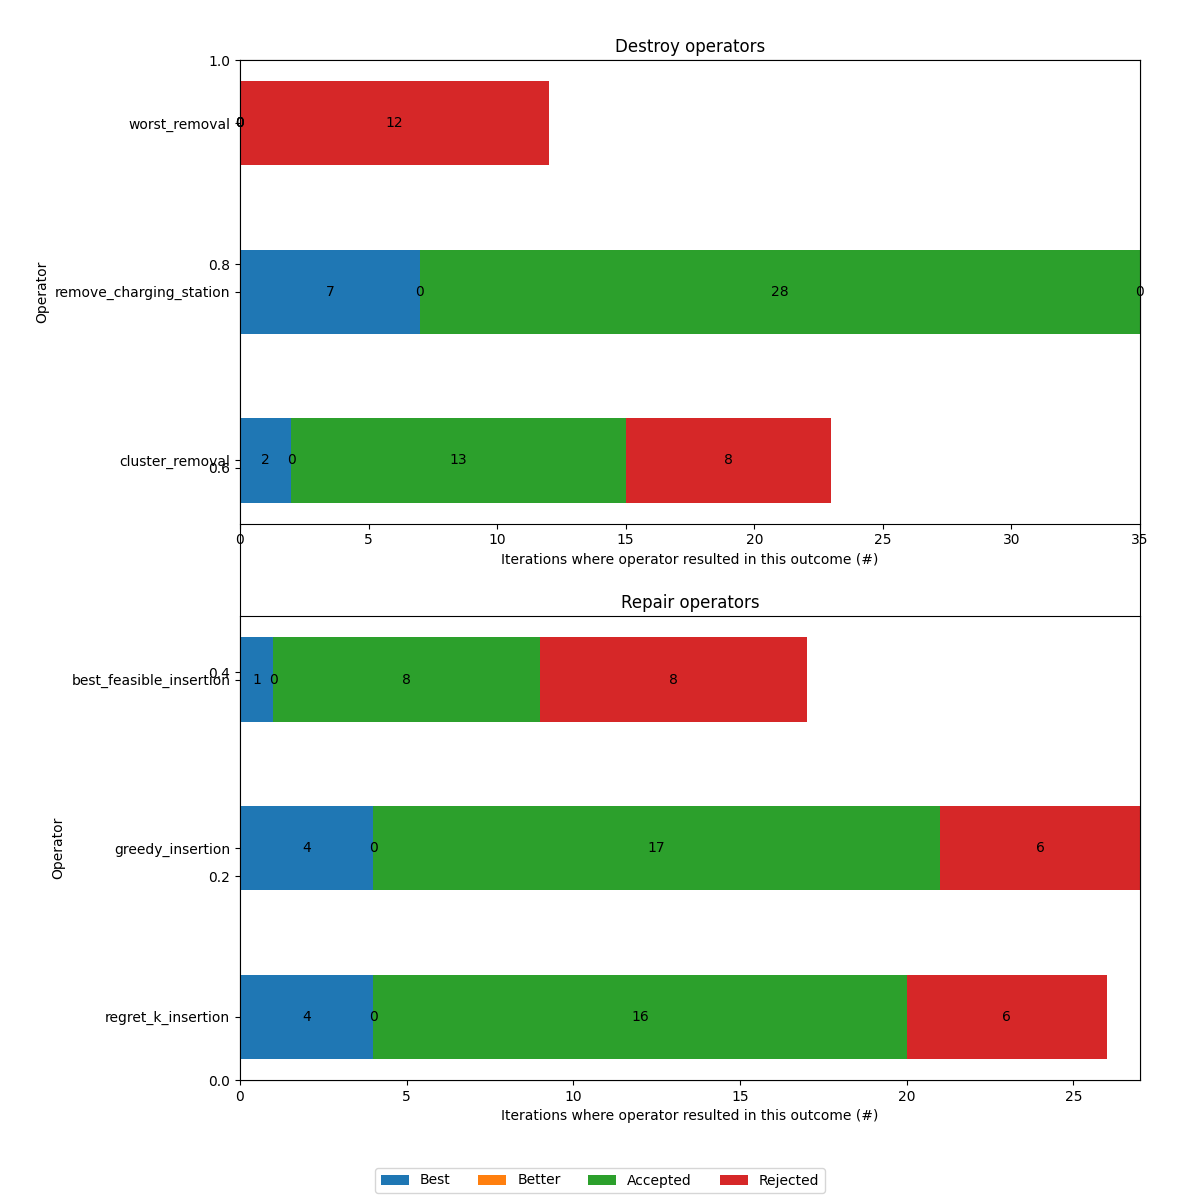 Destroy operators
1.0
worst_removal 0 12
0.8
remove_charging_station 7 0 28 0
Operator
cluster_removal 2 0 13 8
0.6
0 5 10 15 20 25 30 35
Iterations where operator resulted in this outcome (#)
Repair operators
0.4
best_feasible_insertion 1 0 8 8
Operator
greedy_insertion 4 0 17 6
0.2
regret_k_insertion 4 0 16 6
0.0
0 5 10 15 20 25
Iterations where operator resulted in this outcome (#)
Best Better Accepted Rejected